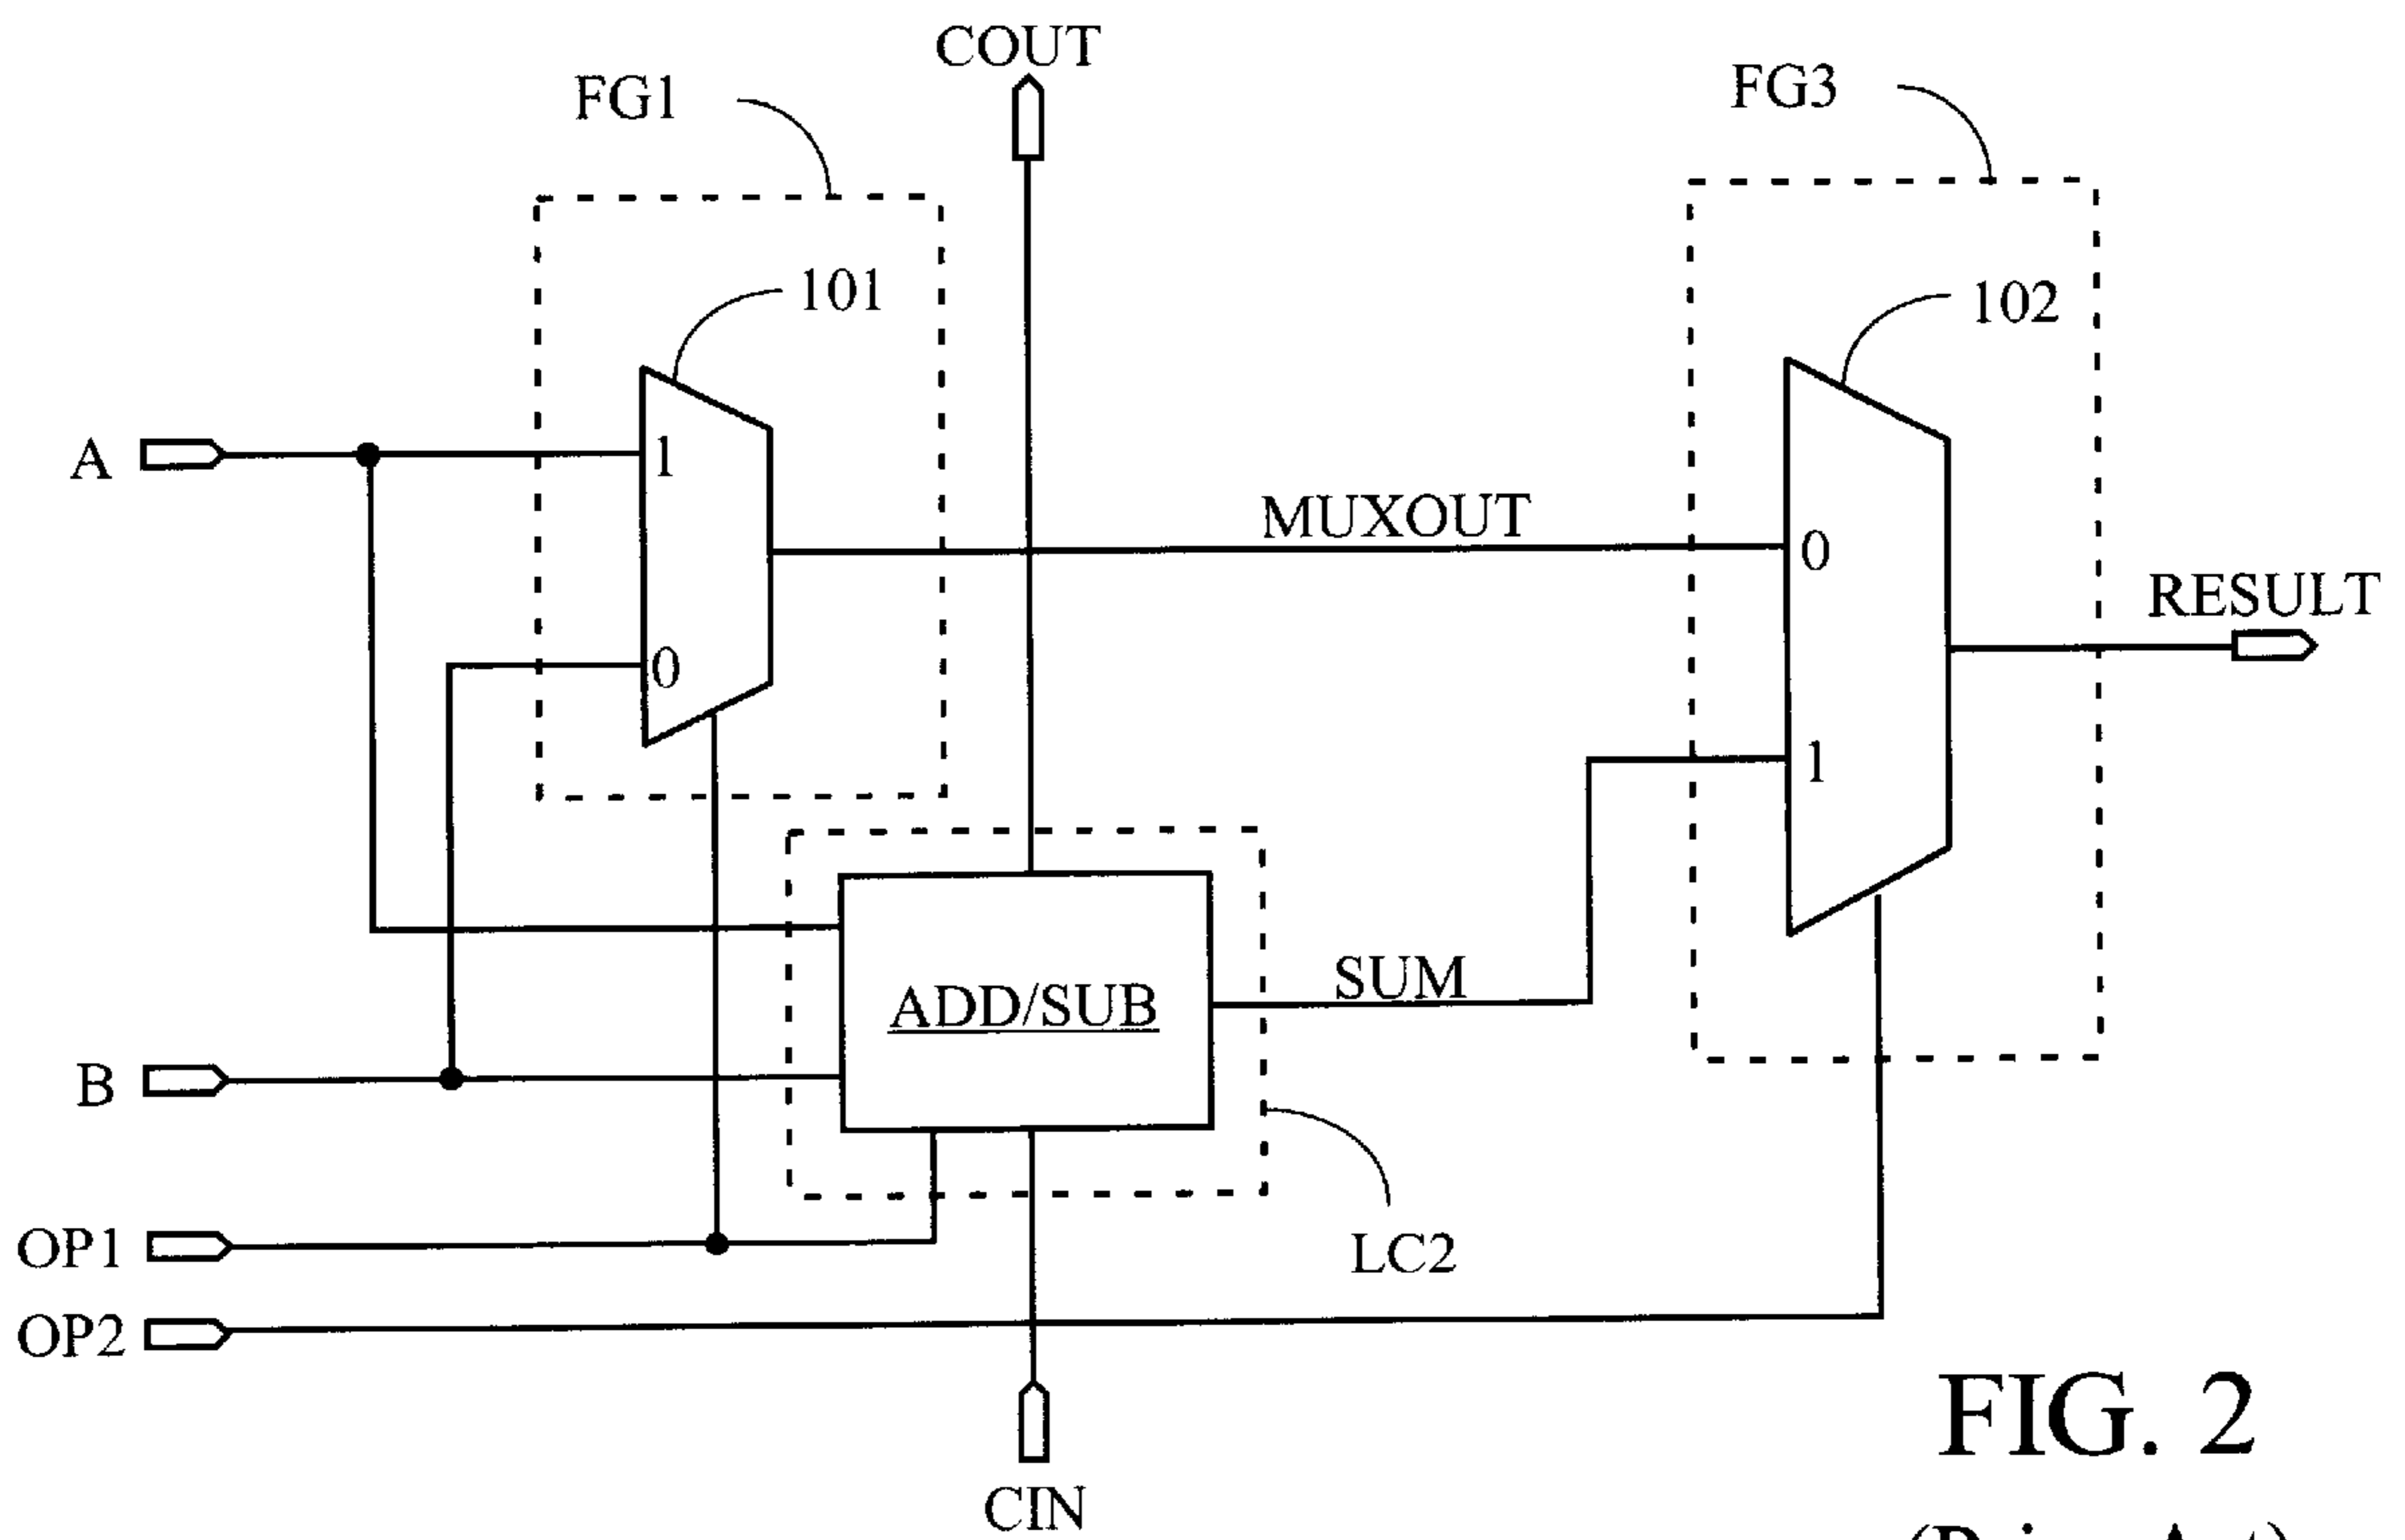 COUT
FG1
FG3
101
102
A
1
MUXOUT
0
RESULT
0
1
SUM
ADD/SUB
B
OP1
LC2
OP2
FIG. 2
CIN